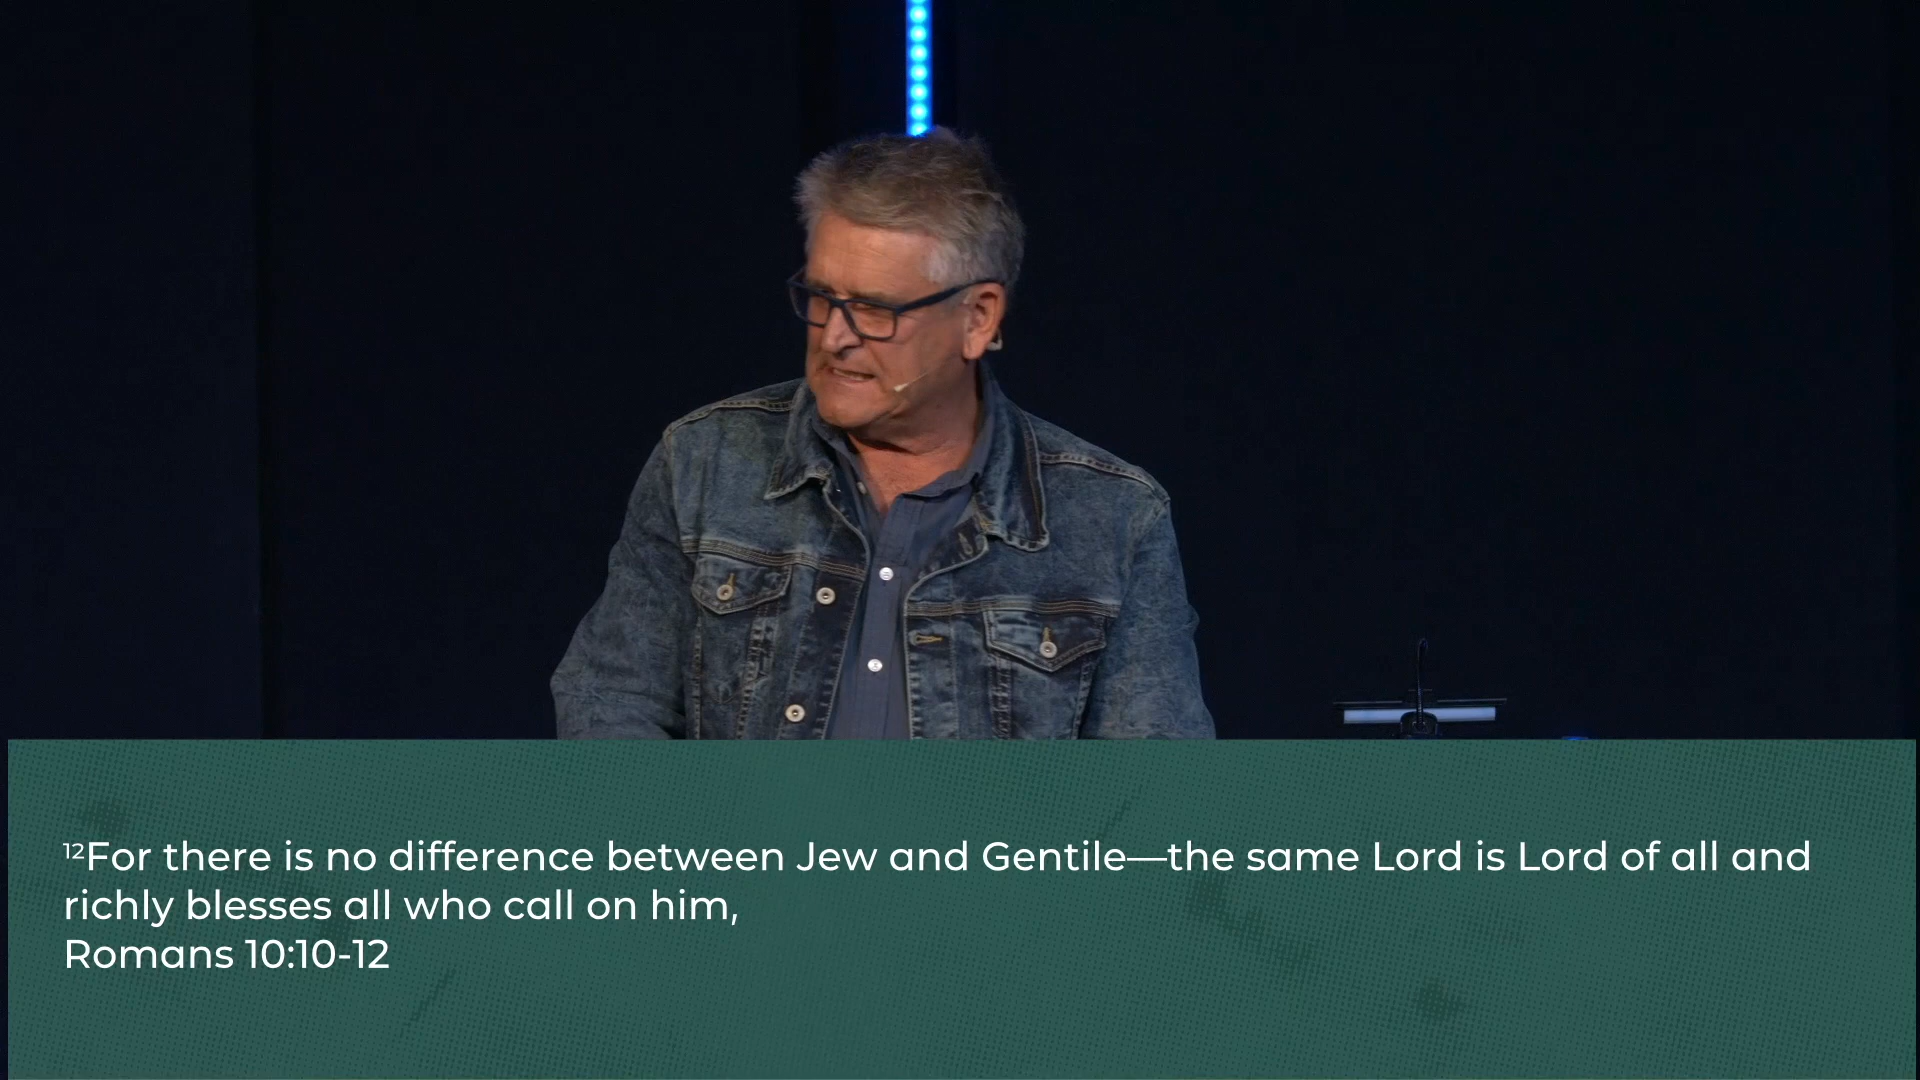 ¹²For there is no difference between Jew and Gentile—the same Lord is Lord of all and
richly blesses all who call on him,
Romans 10:10-12